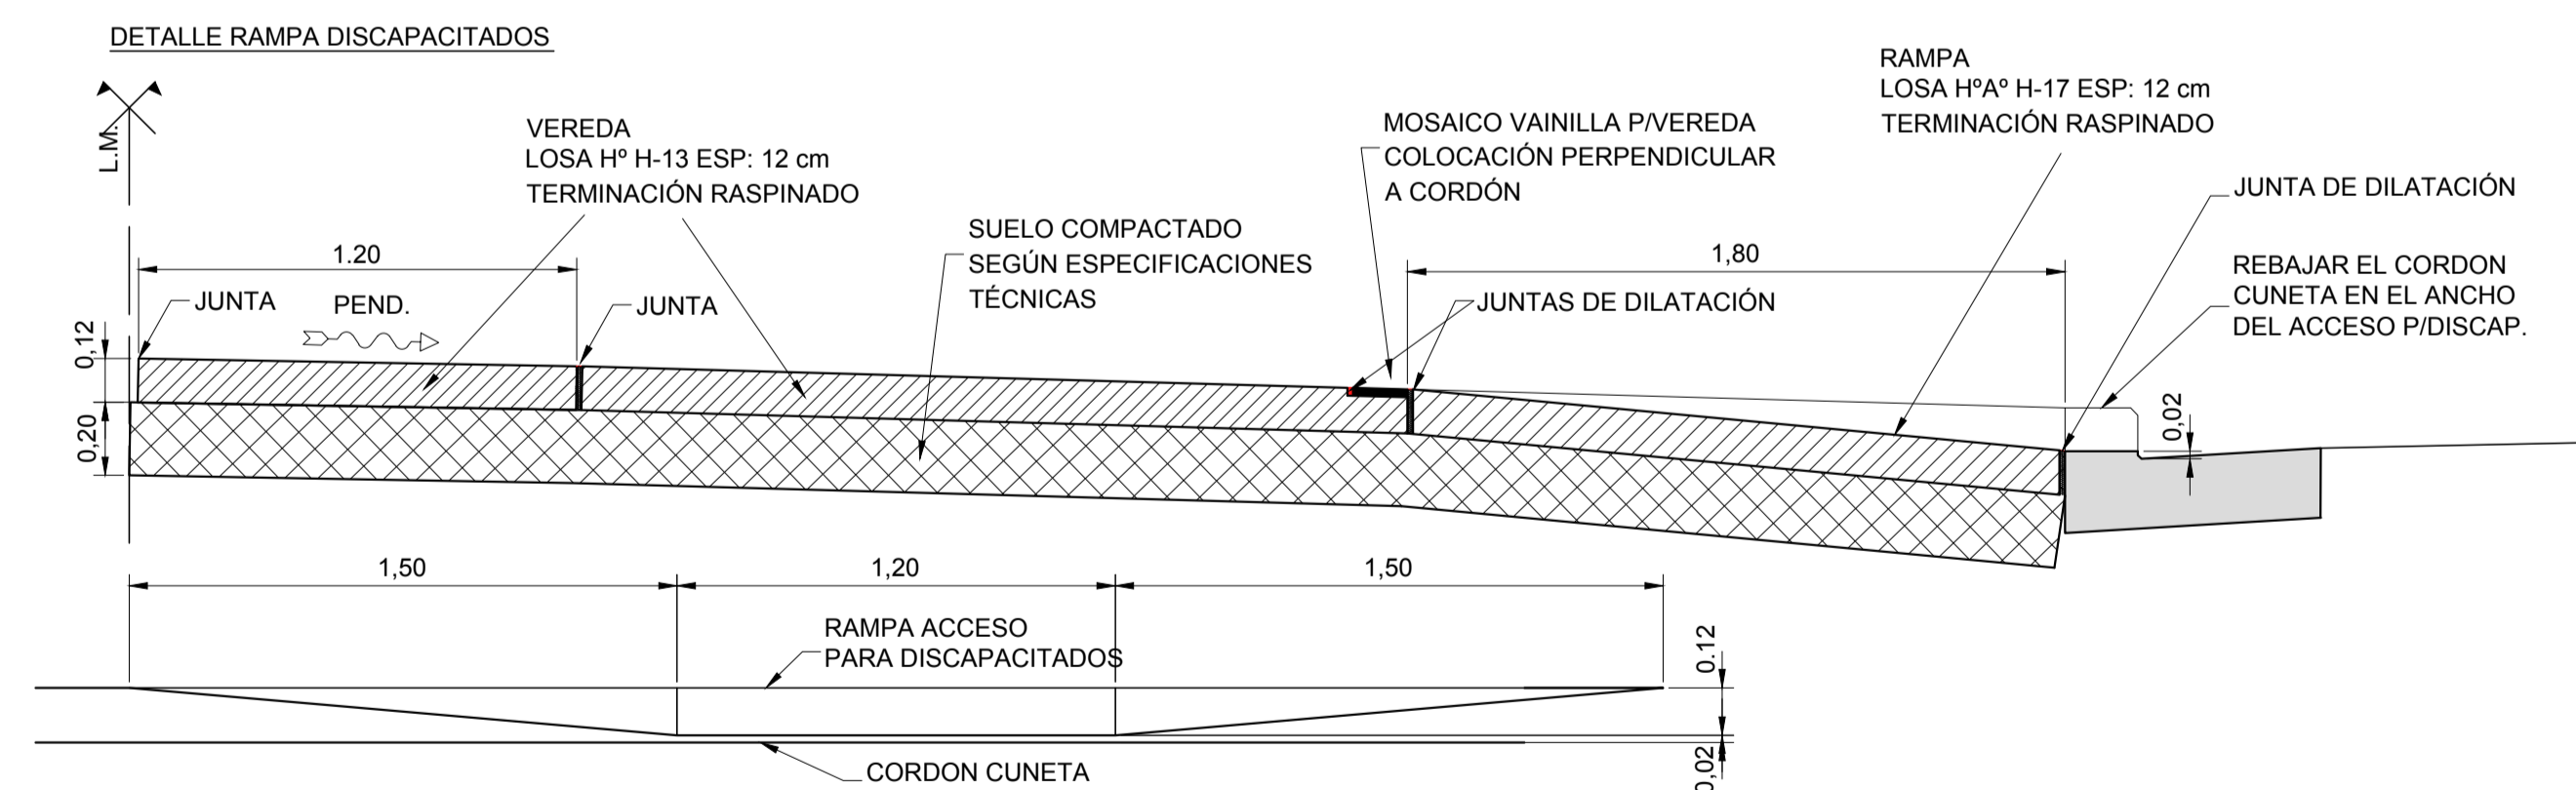 DETALLE RAMPA DISCAPACITADOS
L.M.
VEREDA
LOSA Hº H-13 ESP: 12 cm
TERMINACIÓN RASPINADO
MOSAICO VAINILLA P/VEREDA
COLOCACIÓN PERPENDICULAR
A CORDÓN
RAMPA
LOSA HºAº H-17 ESP: 12 cm
TERMINACIÓN RASPINADO
JUNTA DE DILATACIÓN
SUELO COMPACTADO
SEGÚN ESPECIFICACIONES
TÉCNICAS
REBAJAR EL CORDON
CUNETA EN EL ANCHO
DEL ACCESO P/DISCAP.
1.20
1,80
JUNTA
PEND.
JUNTA
JUNTAS DE DILATACIÓN
0,12
0,20
0,02
1,50
1,20
1,50
RAMPA ACCESO
PARA DISCAPACITADOS
0.12
0,02
CORDON CUNETA